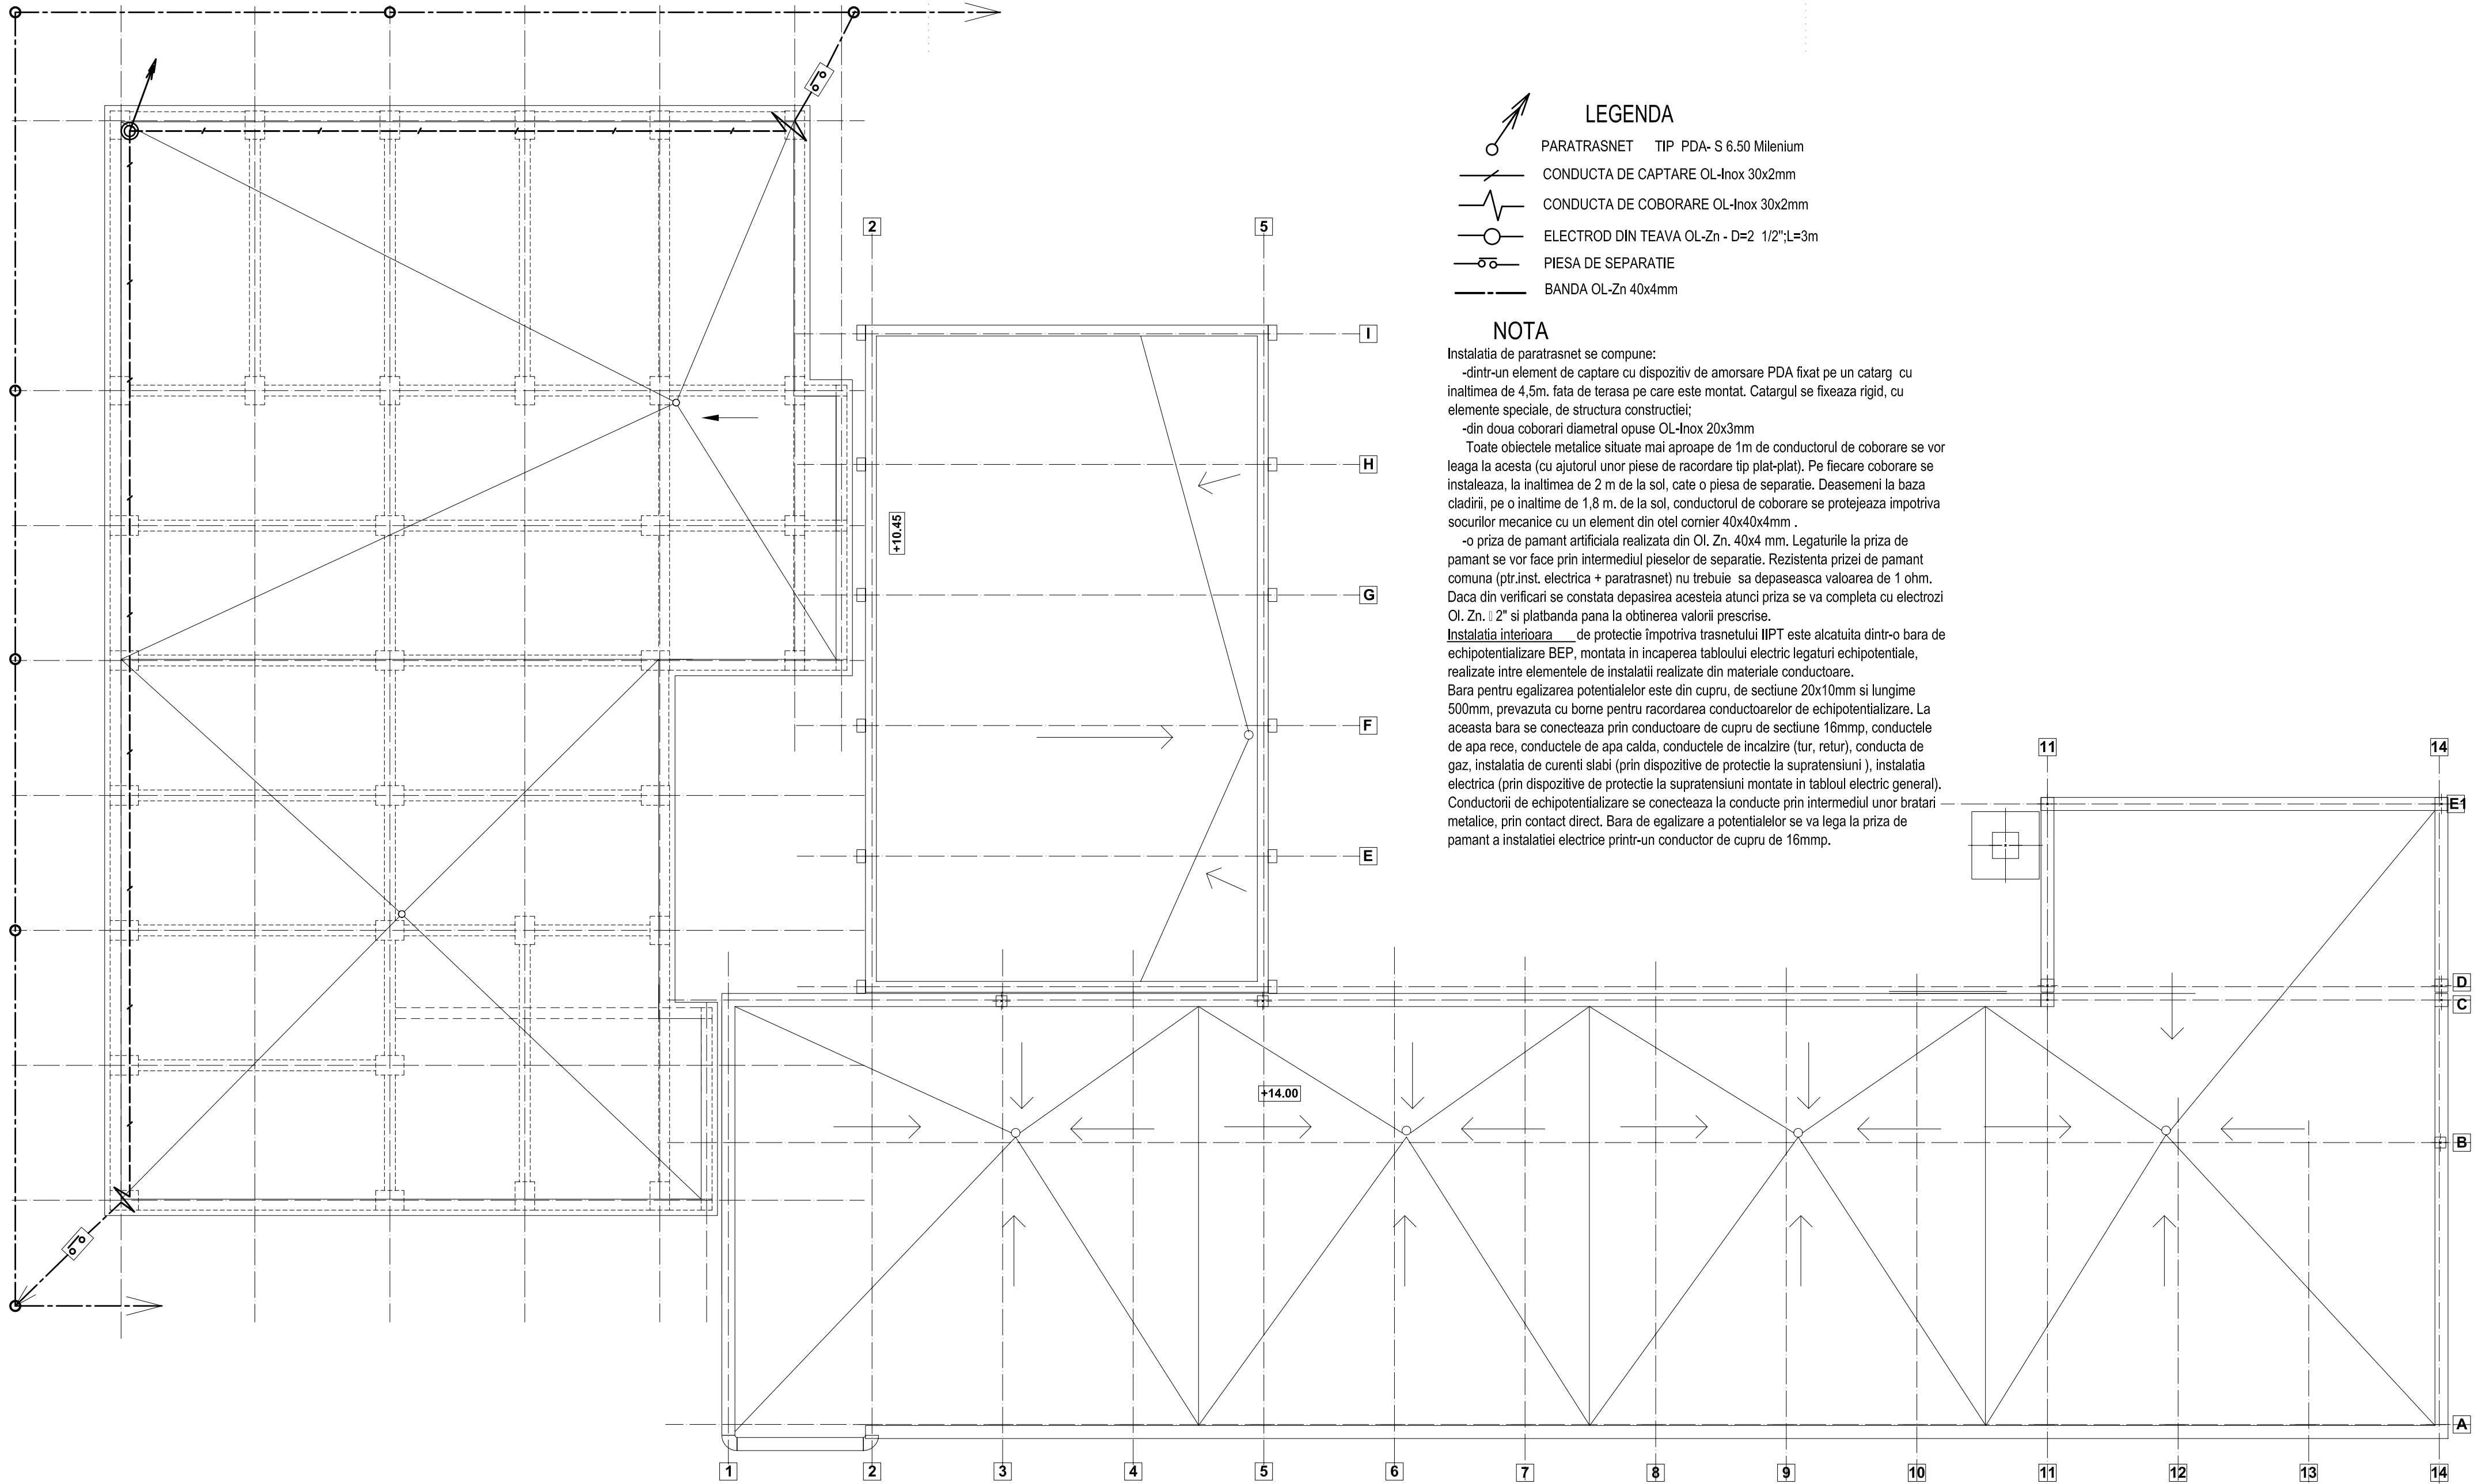 LEGENDA
PARATRASNET TIP PDA- S 6.50 Milenium
CONDUCTA DE CAPTARE OL-Inox 30x2mm
CONDUCTA DE COBORARE OL-Inox 30x2mm
ELECTROD DIN TEAVA OL-Zn - D=2 1/2";L=3m
PIESA DE SEPARATIE
BANDA OL-Zn 40x4mm
NOTA
Instalatia de paratrasnet se compune:
-dintr-un element de captare cu dispozitiv de amorsare PDA fixat pe un catarg cu
inaltimea de 4,5m. fata de terasa pe care este montat. Catargul se fixeaza rigid, cu
elemente speciale, de structura constructiei;
-din doua coborari diametral opuse OL-Inox 20x3mm
Toate obiectele metalice situate mai aproape de 1m de conductorul de coborare se vor
leaga la acesta (cu ajutorul unor piese de racordare tip plat-plat). Pe fiecare coborare se
instaleaza, la inaltimea de 2 m de la sol, cate o piesa de separatie. Deasemeni la baza
cladirii, pe o inaltime de 1,8 m. de la sol, conductorul de coborare se protejeaza impotriva
socurilor mecanice cu un element din otel cornier 40x40x4mm .
-o priza de pamant artificiala realizata din Ol. Zn. 40x4 mm. Legaturile la priza de
pamant se vor face prin intermediul pieselor de separatie. Rezistenta prizei de pamant
comuna (ptr.inst. electrica + paratrasnet) nu trebuie sa depaseasca valoarea de 1 ohm.
Daca din verificari se constata depasirea acesteia atunci priza se va completa cu electrozi
Ol. Zn. 2" si platbanda pana la obtinerea valorii prescrise.
Instalatia interioara de protectie împotriva trasnetului IIPT este alcatuita dintr-o bara de
echipotentializare BEP, montata in incaperea tabloului electric legaturi echipotentiale,
realizate intre elementele de instalatii realizate din materiale conductoare.
Bara pentru egalizarea potentialelor este din cupru, de sectiune 20x10mm si lungime
500mm, prevazuta cu borne pentru racordarea conductoarelor de echipotentializare. La
aceasta bara se conecteaza prin conductoare de cupru de sectiune 16mmp, conductele
de apa rece, conductele de apa calda, conductele de incalzire (tur, retur), conducta de
gaz, instalatia de curenti slabi (prin dispozitive de protectie la supratensiuni ), instalatia
electrica (prin dispozitive de protectie la supratensiuni montate in tabloul electric general).
Conductorii de echipotentializare se conecteaza la conducte prin intermediul unor bratari
metalice, prin contact direct. Bara de egalizare a potentialelor se va lega la priza de
pamant a instalatiei electrice printr-un conductor de cupru de 16mmp.
2
5
I
H
+10.45
G
F
E
11
14
E1
D
C
+14.00
B
A
1
2
3
4
5
6
7
8
9
10
11
12
13
14